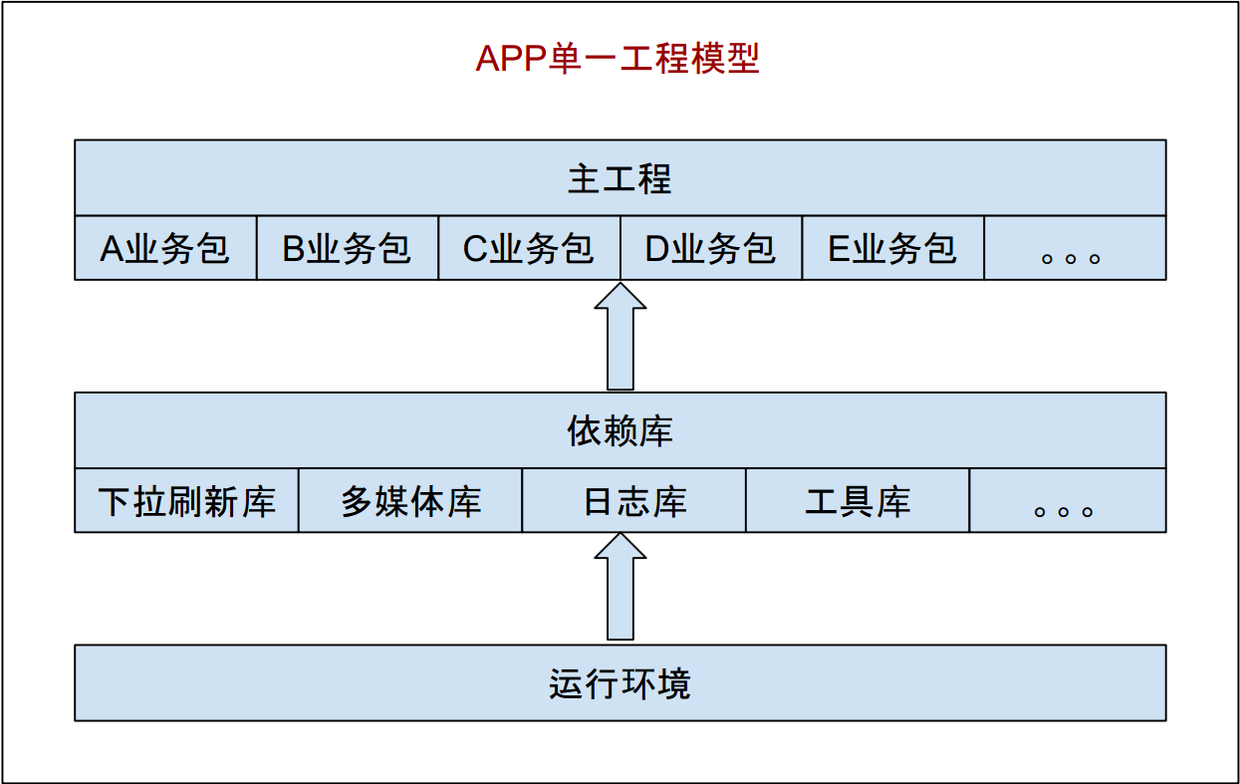 APP单一工程模型
主工程
A业务包 B业务包 C业务包 D业务包 E业务包 。。。
依赖库
下拉刷新库 多媒体库 日志库 工具库 。。。
运行环境